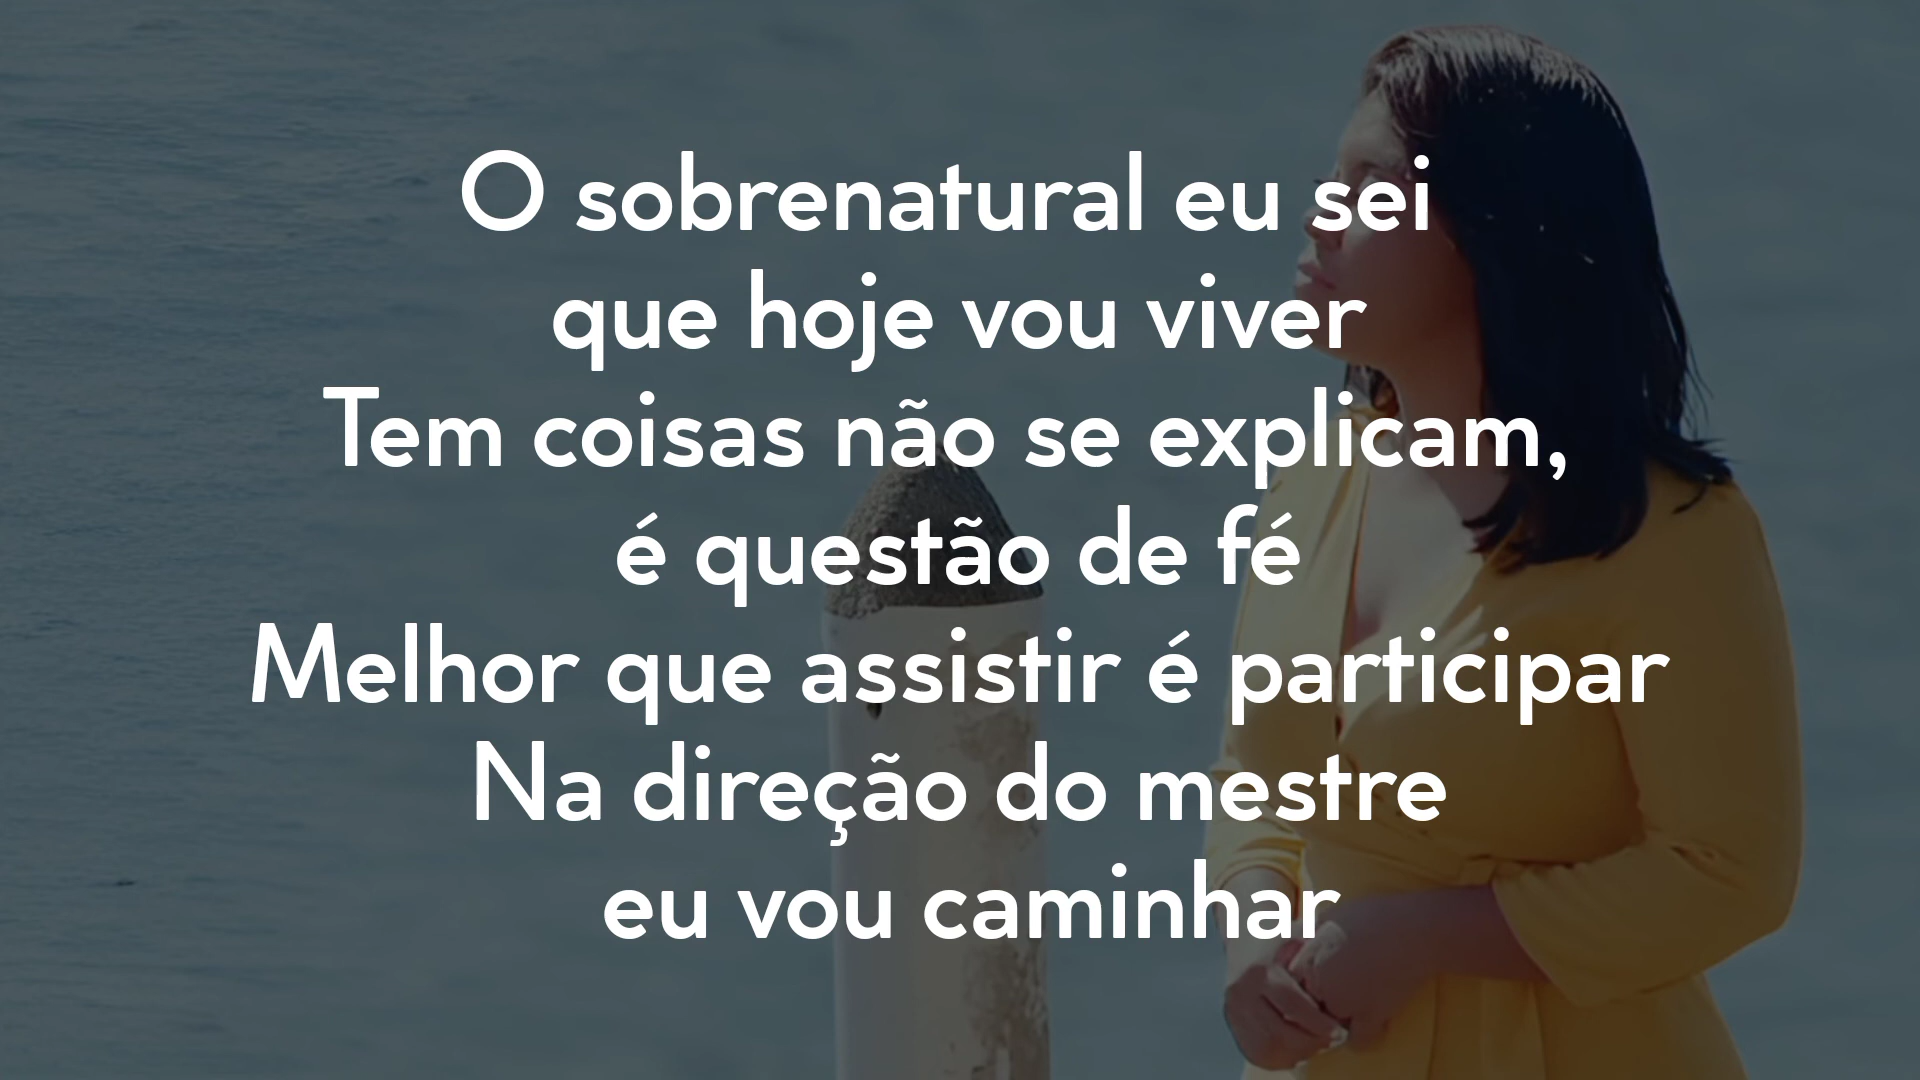 O sobrenatural eu sei
que hoje vou viver
Tem coisas não se explicam,
é questão de fé
Melhor que assistir é participar
Na direção do mestre
eu vou caminhar